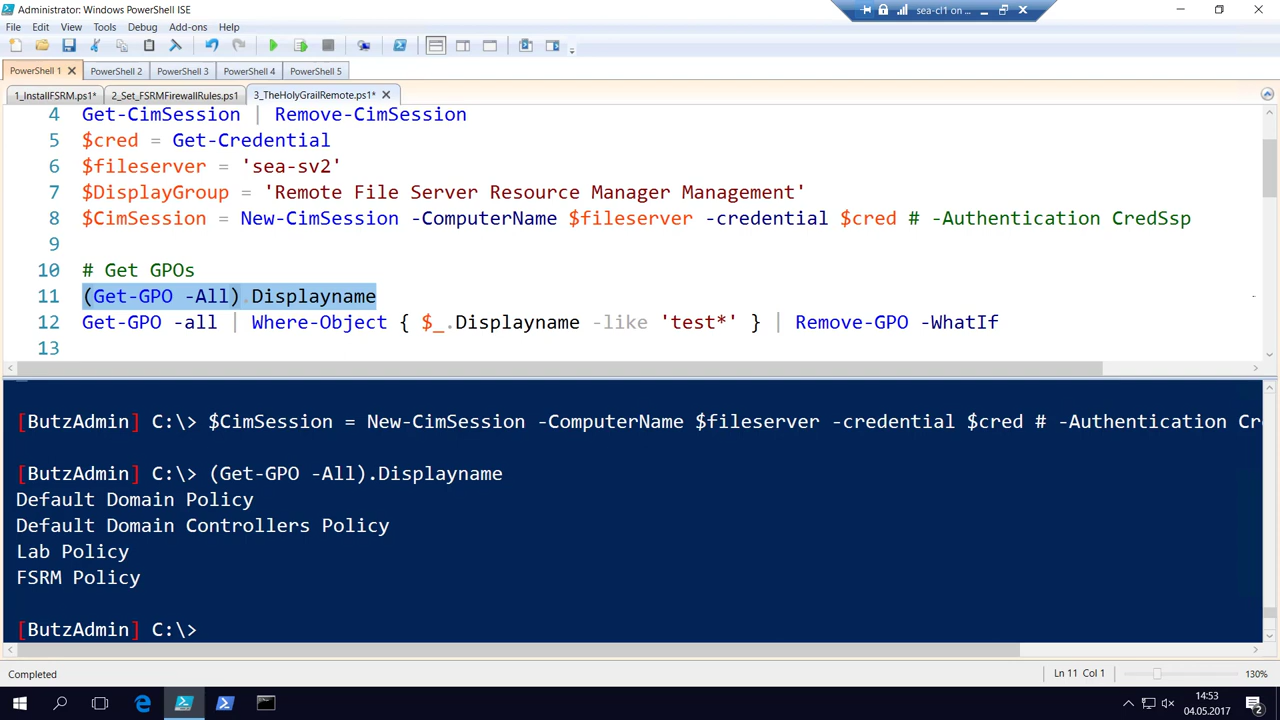 Administrator: Windows PowerShell ISE
sea-cl1 on ...
File Edit View Tools Debug Add-ons Help
PowerShell 1 PowerShell 2 PowerShell 3 PowerShell 4 PowerShell 5
1_InstallFSRM.ps1* 2_Set_FSRMFirewallRules.ps1 3_TheHolyGrailRemote.ps1*
4 Get-CimSession | Remove-CimSession
5 $cred = Get-Credential
6 $fileserver = 'sea-sv2'
7 $DisplayGroup = 'Remote File Server Resource Manager Management'
8 $CimSession = New-CimSession -ComputerName $fileserver -credential $cred # -Authentication CredSsp
9
10 # Get GPOs
11 (Get-GPO -All).Displayname
12 Get-GPO -all | Where-Object { $_.Displayname -like 'test*' } | Remove-GPO -WhatIf
13
[ButzAdmin] C:\> $CimSession = New-CimSession -ComputerName $fileserver -credential $cred # -Authentication Cr
[ButzAdmin] C:\> (Get-GPO -All).Displayname
Default Domain Policy
Default Domain Controllers Policy
Lab Policy
FSRM Policy
[ButzAdmin] C:\>
Completed
Ln 11 Col 1
130%
14:53
04.05.2017
2